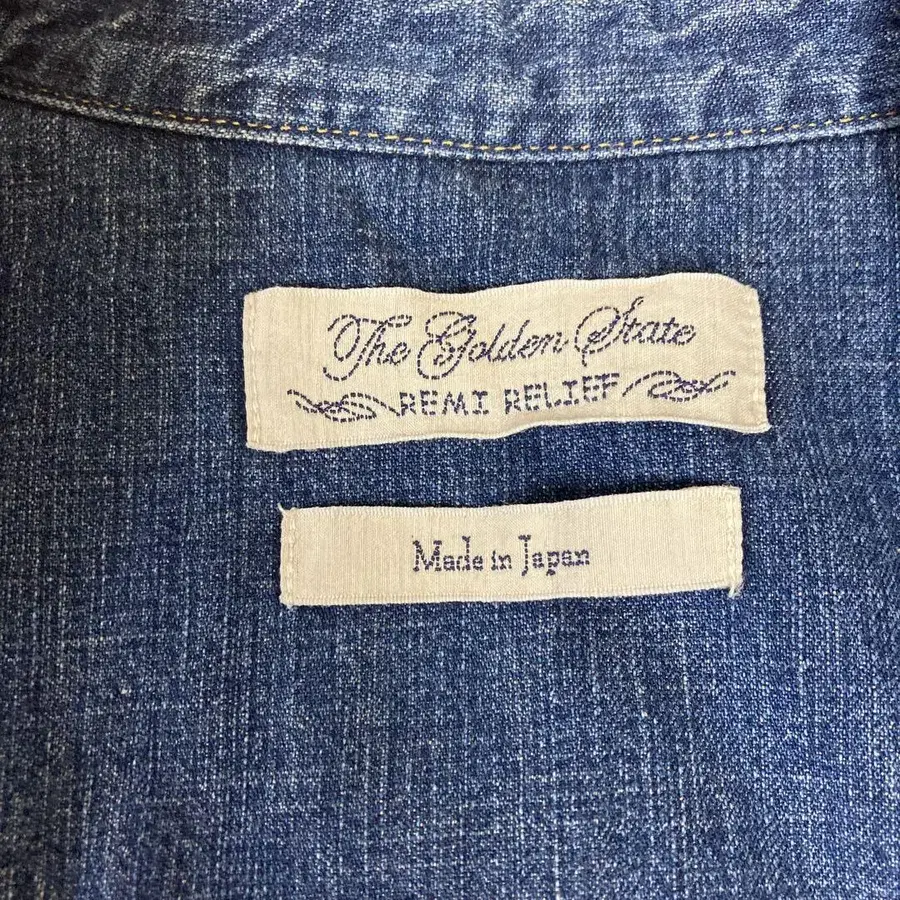 The Golden State
REMI RELIEF
Made in Japan